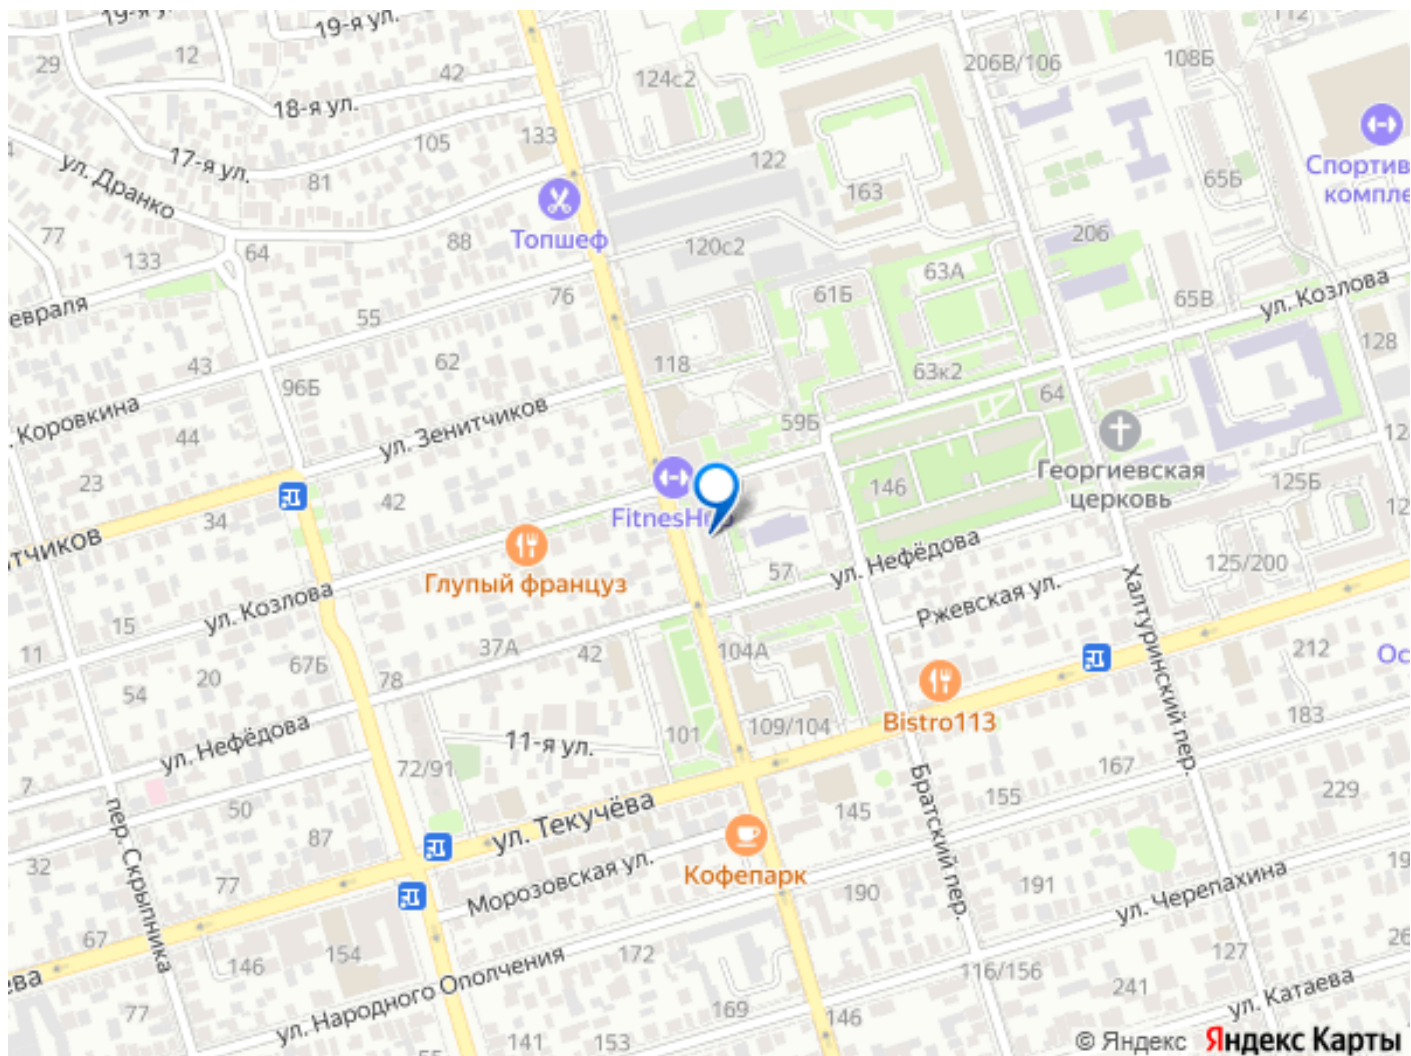 19-я ул.
19-я ул.
29
12
42
124с2
206В/106
112
108Б
18-я ул.
105
133
17-я ул.
81
122
163
65Б
Спортив
компле
ул. Дранко
77
133
64
88
Топшеф
120с2
206
63А
61Б
65В
ул. Козлова
евраля
55
76
43
62
118
128
96Б
63к2
64
59Б
Коровкина
44
ул. Зенитчиков
Георгиевская
церковь
23
42
34
146
125Б
FitnesH
тчиков
Глупый француз
57
ул. Нефёдова
125/200
ул. Козлова
Ржевская ул.
Халтуринский пер.
15
11
37А
42
104А
67Б
20
54
78
212
Ос
Bistro113
ул. Нефёдова
11-я ул.
101
109/104
183
72/91
7
пер. Скрыпника
50
87
ул. Текучёва
145
Братский пер.
155
167
229
32
77
Морозовская ул.
Кофепарк
190
191
ул. Черепахина
67
146
154
172
127
26
ева
ул. Народного Ополчения
116/156
241
ул. Катаева
77
169
146
141
153
© Яндекс Яндекс Карты